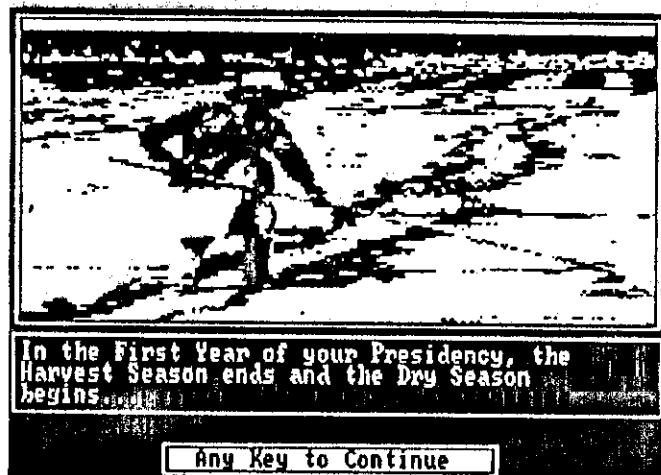 In the First Year of your Presidency, the
Harvest Season ends and the Dry Season
begins...
Any Key to Continue